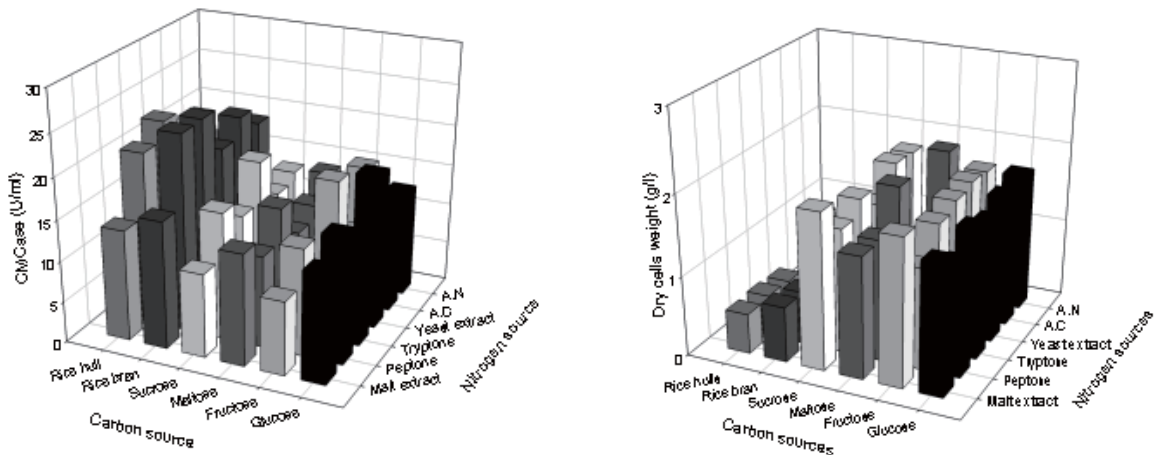 30
25
20
15
10
5
0
CMCase (U/ml)
Rice hull
Rice bran
Sucrose
Maltose
Fructose
Glucose
Carbon source
A.N
A.C
Yeast extract
Tryptone
Peptone
Malt extract
Nitrogen source
3
2
1
0
Dry cells weight (g/l)
Rice hulls
Rice bran
Sucrose
Maltose
Fructose
Glucose
Carbon sources
A.N
A.C
Yeast extract
Tryptone
Peptone
Malt extract
Nitrogen sources